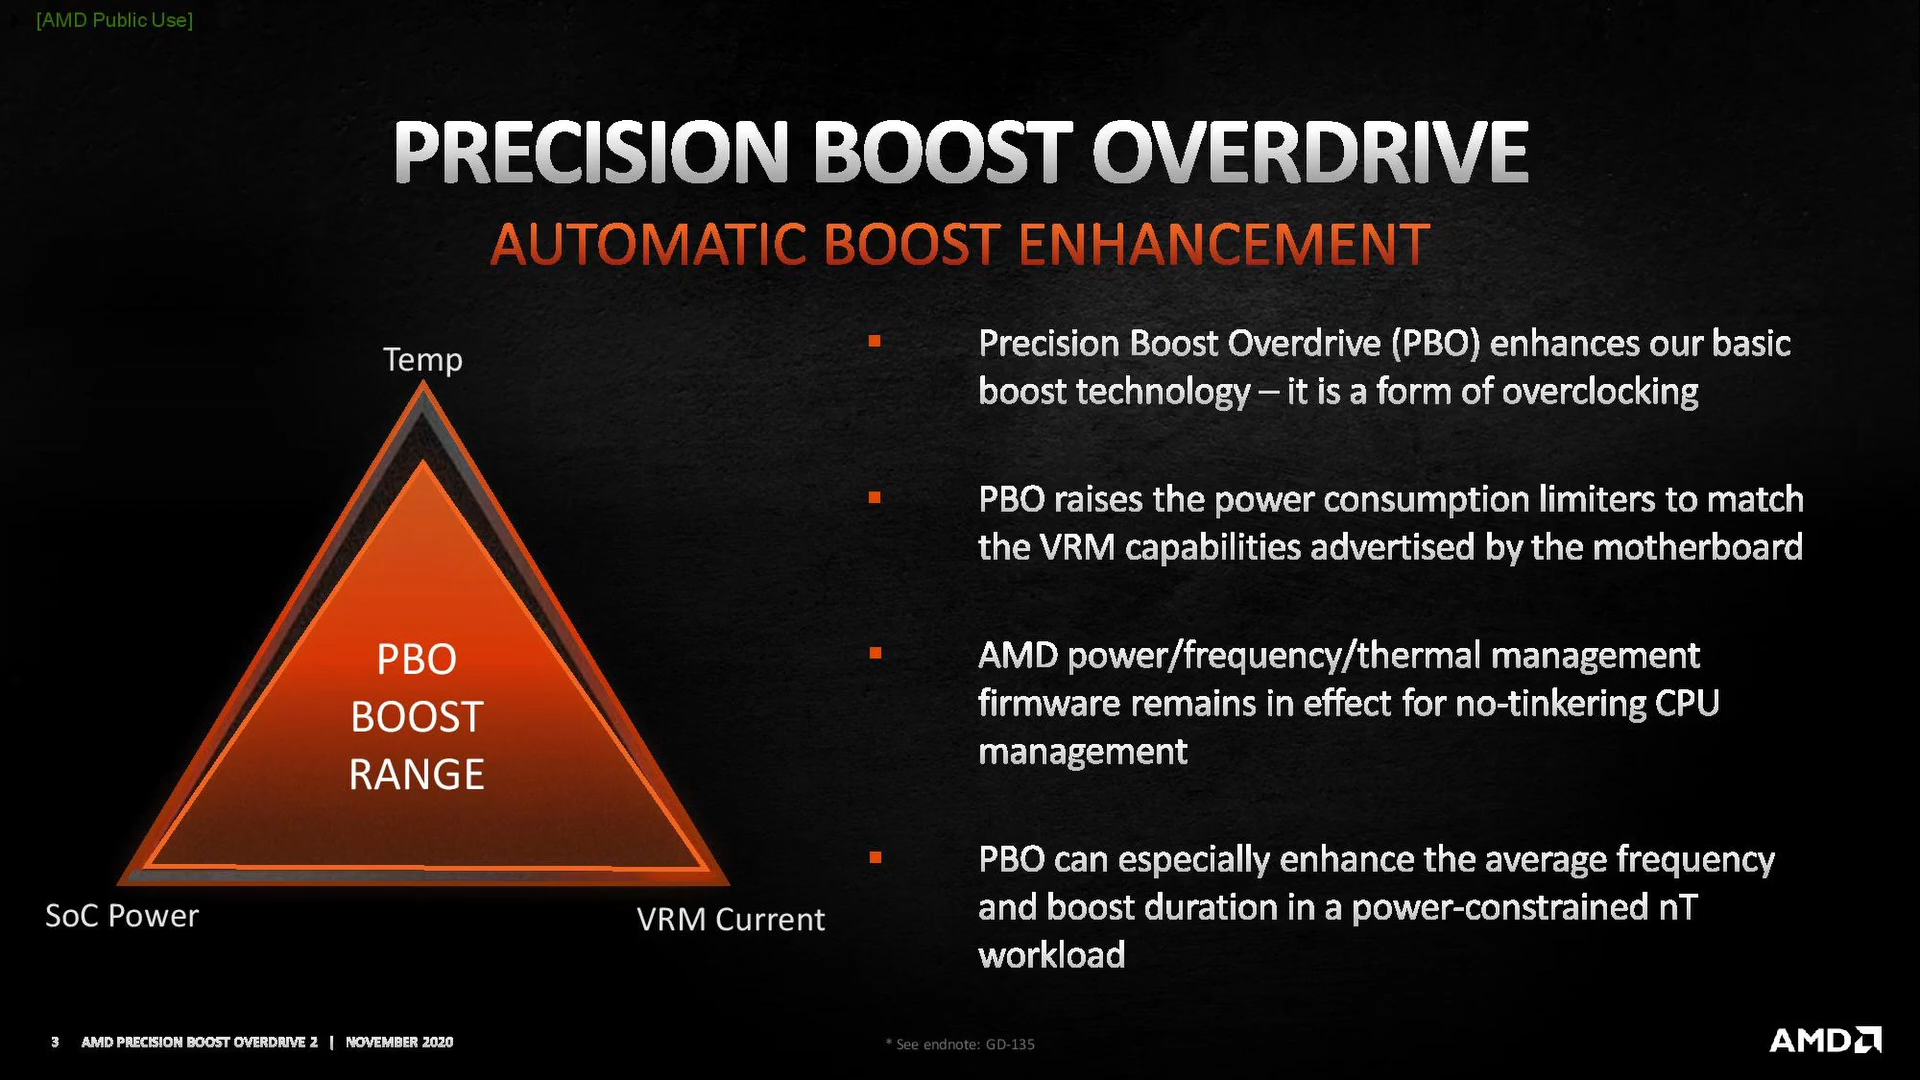 [AMD Public Use]
PRECISION BOOST OVERDRIVE
AUTOMATIC BOOST ENHANCEMENT
Temp
PBO
BOOST
RANGE
SoC Power
VRM Current
▪ Precision Boost Overdrive (PBO) enhances our basic
boost technology – it is a form of overclocking
▪ PBO raises the power consumption limiters to match
the VRM capabilities advertised by the motherboard
▪ AMD power/frequency/thermal management
firmware remains in effect for no-tinkering CPU
management
▪ PBO can especially enhance the average frequency
and boost duration in a power-constrained nT
workload
3 AMD PRECISION BOOST OVERDRIVE 2 | NOVEMBER 2020
* See endnote: GD-135
AMD